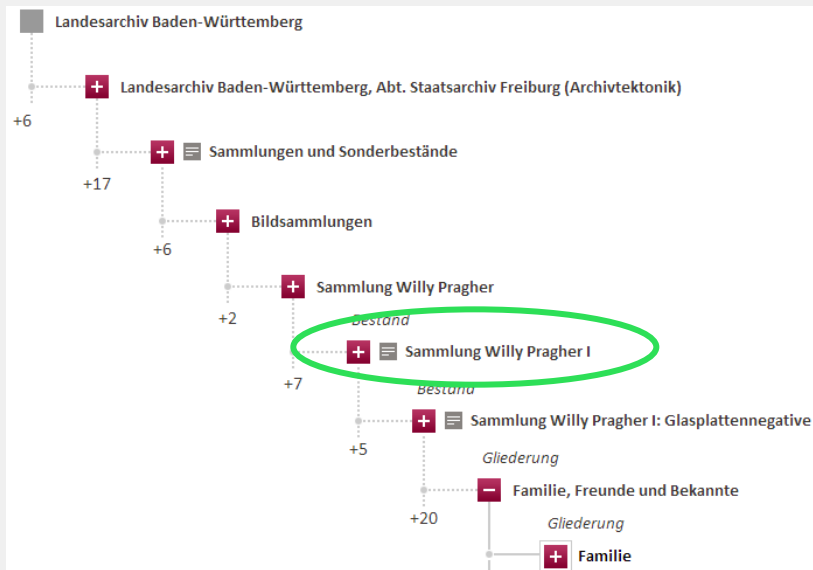 Landesarchiv Baden-Württemberg
Landesarchiv Baden-Württemberg, Abt. Staatsarchiv Freiburg (Archivtektonik)
+6
Sammlungen und Sonderbestände
+17
Bildsammlungen
+6
Sammlung Willy Pragher
+2
Bestand
Sammlung Willy Pragher I
+7
Bestand
Sammlung Willy Pragher I: Glasplattennegative
+5
Gliederung
Familie, Freunde und Bekannte
+20
Gliederung
Familie